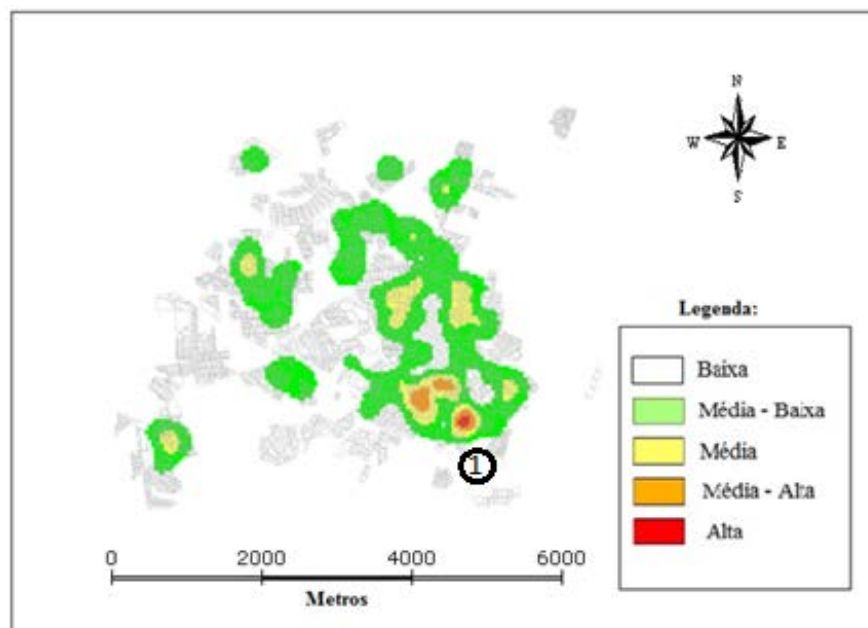 N
W E
S
Legenda:
Baixa
Média - Baixa
Média
Média - Alta
Alta
1
0 2000 4000 6000
Metros